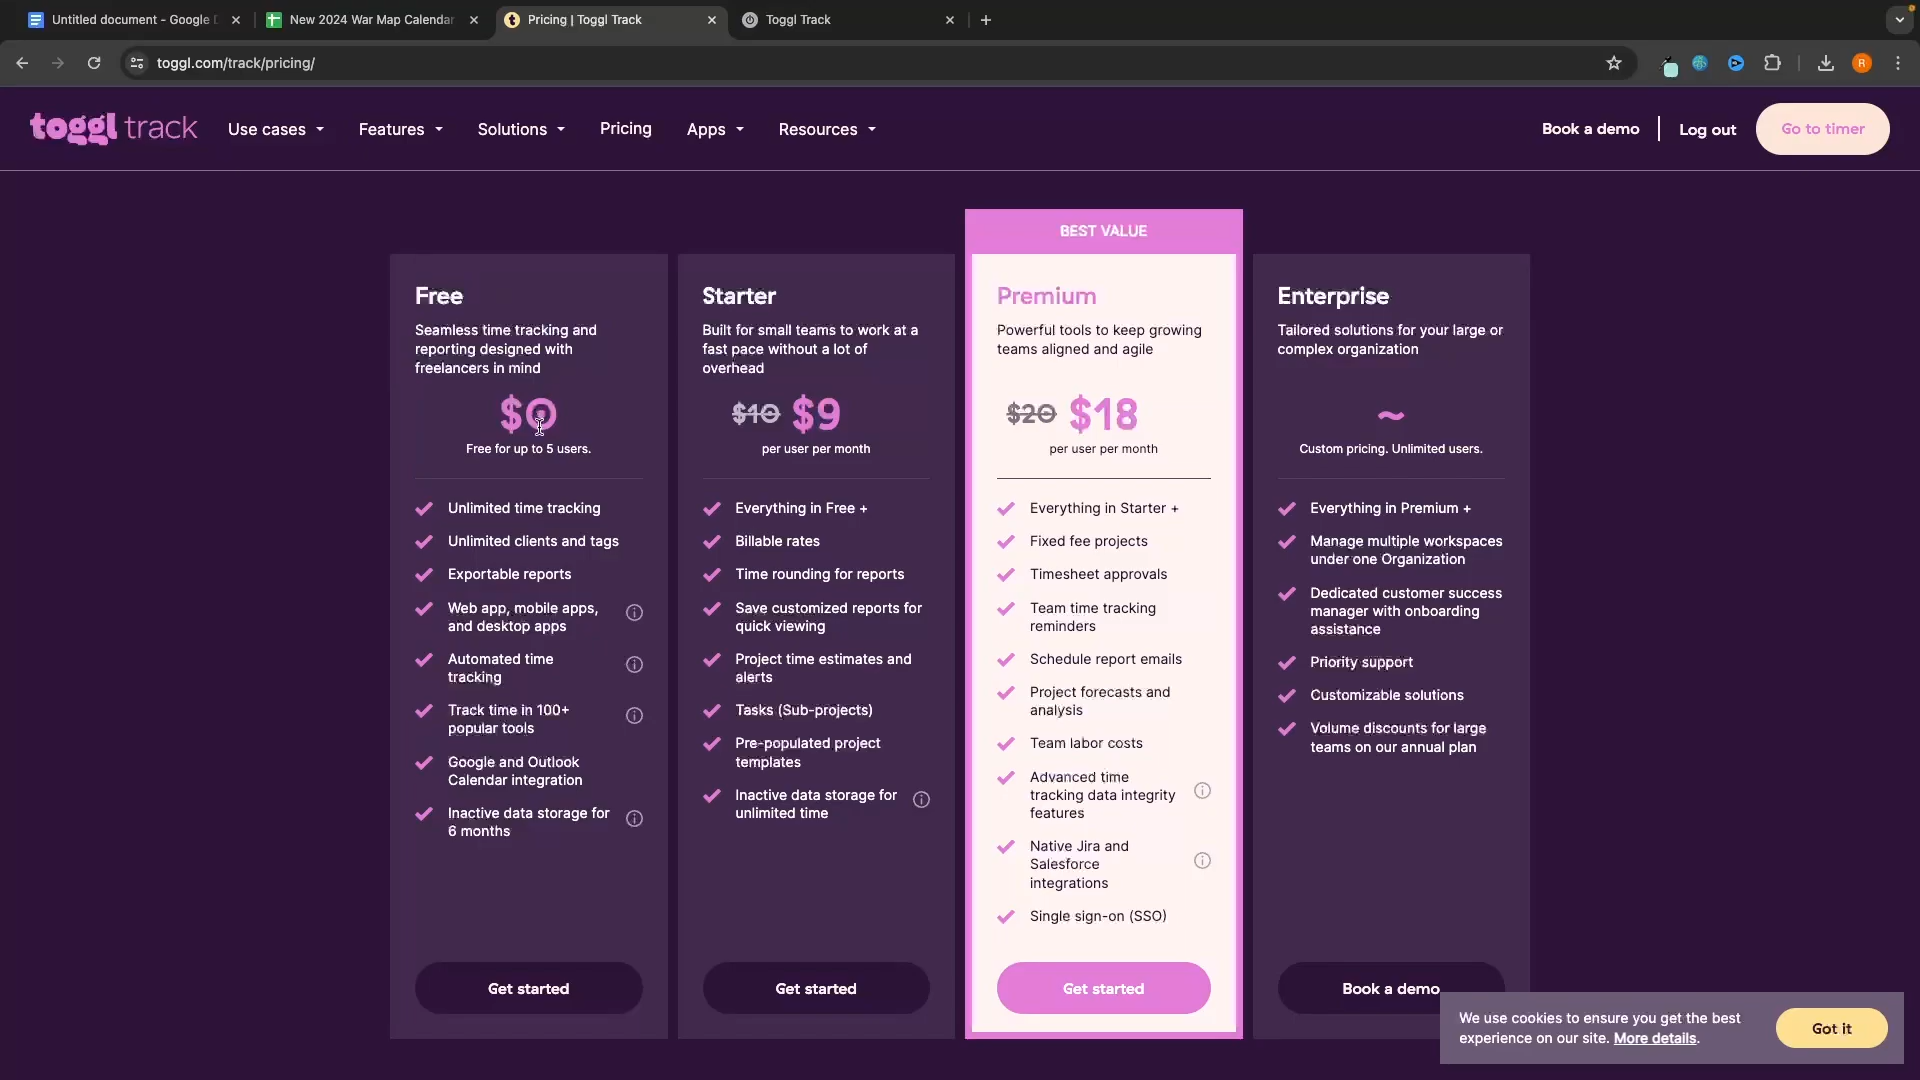 Untitled document - Google D
New 2024 War Map Calendar
Pricing | Toggl Track
Toggl Track
toggl.com/track/pricing/
R
toggl track
Use cases
Features
Solutions
Pricing
Apps
Resources
Book a demo
Log out
Go to timer
Free
Seamless time tracking and
reporting designed with
freelancers in mind
$0
Free for up to 5 users.
Unlimited time tracking
Unlimited clients and tags
Exportable reports
Web app, mobile apps,
and desktop apps
Automated time
tracking
Track time in 100+
popular tools
Google and Outlook
Calendar integration
Inactive data storage for
6 months
Get started
Starter
Built for small teams to work at a
fast pace without a lot of
overhead
$10 $9
per user per month
Everything in Free +
Billable rates
Time rounding for reports
Save customized reports for
quick viewing
Project time estimates and
alerts
Tasks (Sub-projects)
Pre-populated project
templates
Inactive data storage for
unlimited time
Get started
BEST VALUE
Premium
Powerful tools to keep growing
teams aligned and agile
$20 $18
per user per month
Everything in Starter +
Fixed fee projects
Timesheet approvals
Team time tracking
reminders
Schedule report emails
Project forecasts and
analysis
Team labor costs
Advanced time
tracking data integrity
features
Native Jira and
Salesforce
integrations
Single sign-on (SSO)
Get started
Enterprise
Tailored solutions for your large or
complex organization
~
Custom pricing. Unlimited users.
Everything in Premium +
Manage multiple workspaces
under one Organization
Dedicated customer success
manager with onboarding
assistance
Priority support
Customizable solutions
Volume discounts for large
teams on our annual plan
Book a demo
We use cookies to ensure you get the best
experience on our site. More details.
Got it